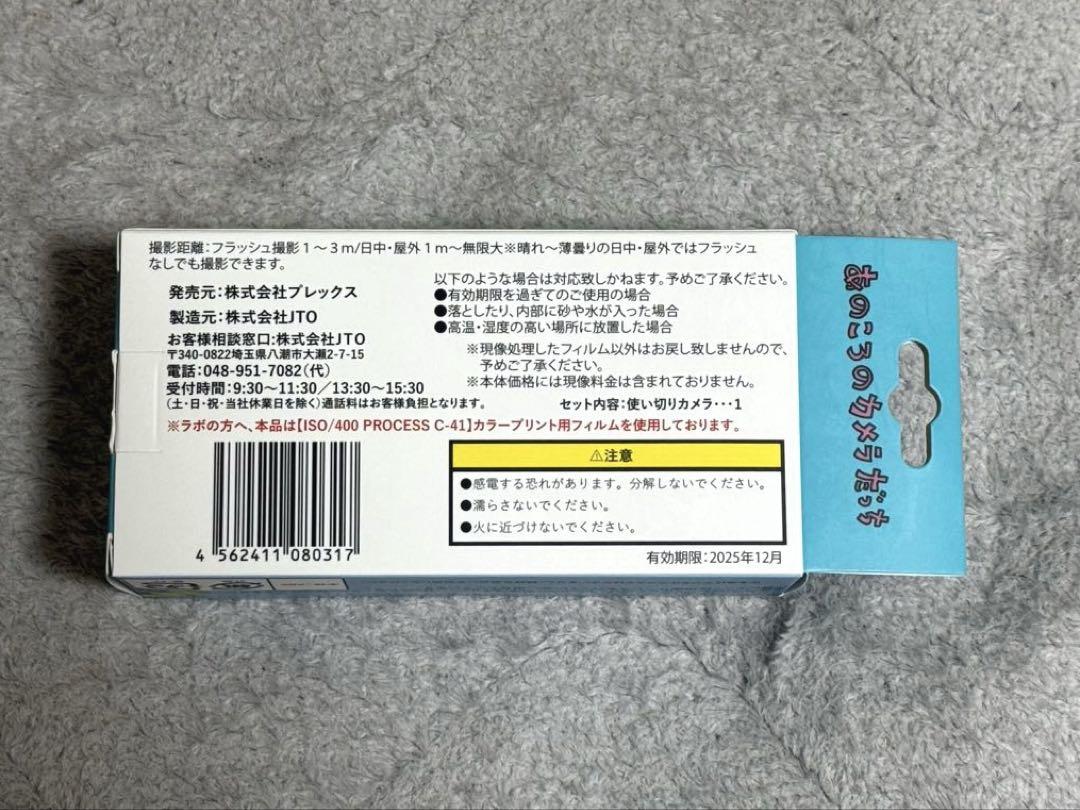 撮影距離:フラッシュ撮影1〜3m/日中・屋外1m〜無限大※晴れ〜薄曇りの日中・屋外ではフラッシュ
なしでも撮影できます。
発売元:株式会社プレックス
製造元:株式会社JTO
お客様相談窓口:株式会社JTO
〒340-0822埼玉県八潮市大瀬2-7-15
電話:048-951-7082(代)
受付時間:9:30〜11:30/13:30〜15:30
(土・日・祝・当社休業日を除く)通話料はお客様負担となります。
以下のような場合は対応致しかねます。予めご了承ください。
●有効期限を過ぎてのご使用の場合
●落としたり、内部に砂や水が入った場合
●高温・湿度の高い場所に放置した場合
※現像処理したフィルム以外はお戻し致しませんので、
予めご了承ください。
※本体価格には現像料金は含まれておりません。
セット内容:使い切りカメラ・・・1
※ラボの方へ、本品は【ISO/400 PROCESS C-41】カラープリント用フィルムを使用しております。
4 562411 080317
⚠注意
●感電する恐れがあります。分解しないでください。
●濡らさないでください。
●火に近づけないでください。
有効期限:2025年12月
あのころのカメラだっち